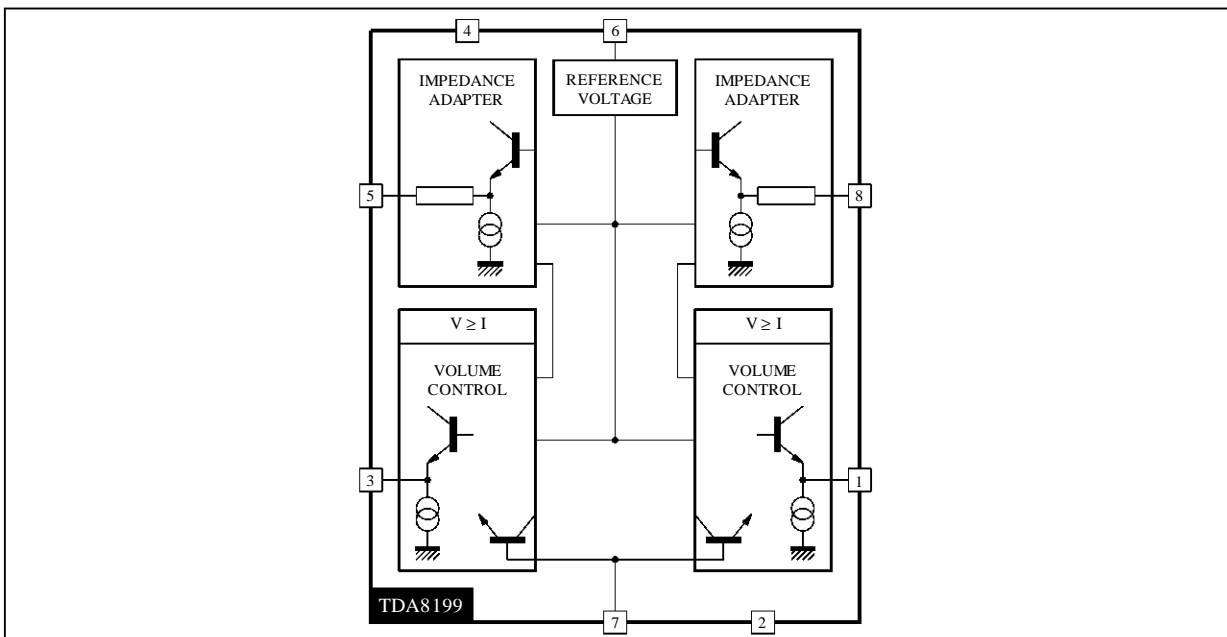 4
6
IMPEDANCE
ADAPTER
REFERENCE
VOLTAGE
IMPEDANCE
ADAPTER
5
8
V ≥ I
VOLUME
CONTROL
V ≥ I
VOLUME
CONTROL
3
1
TDA8199
7
2